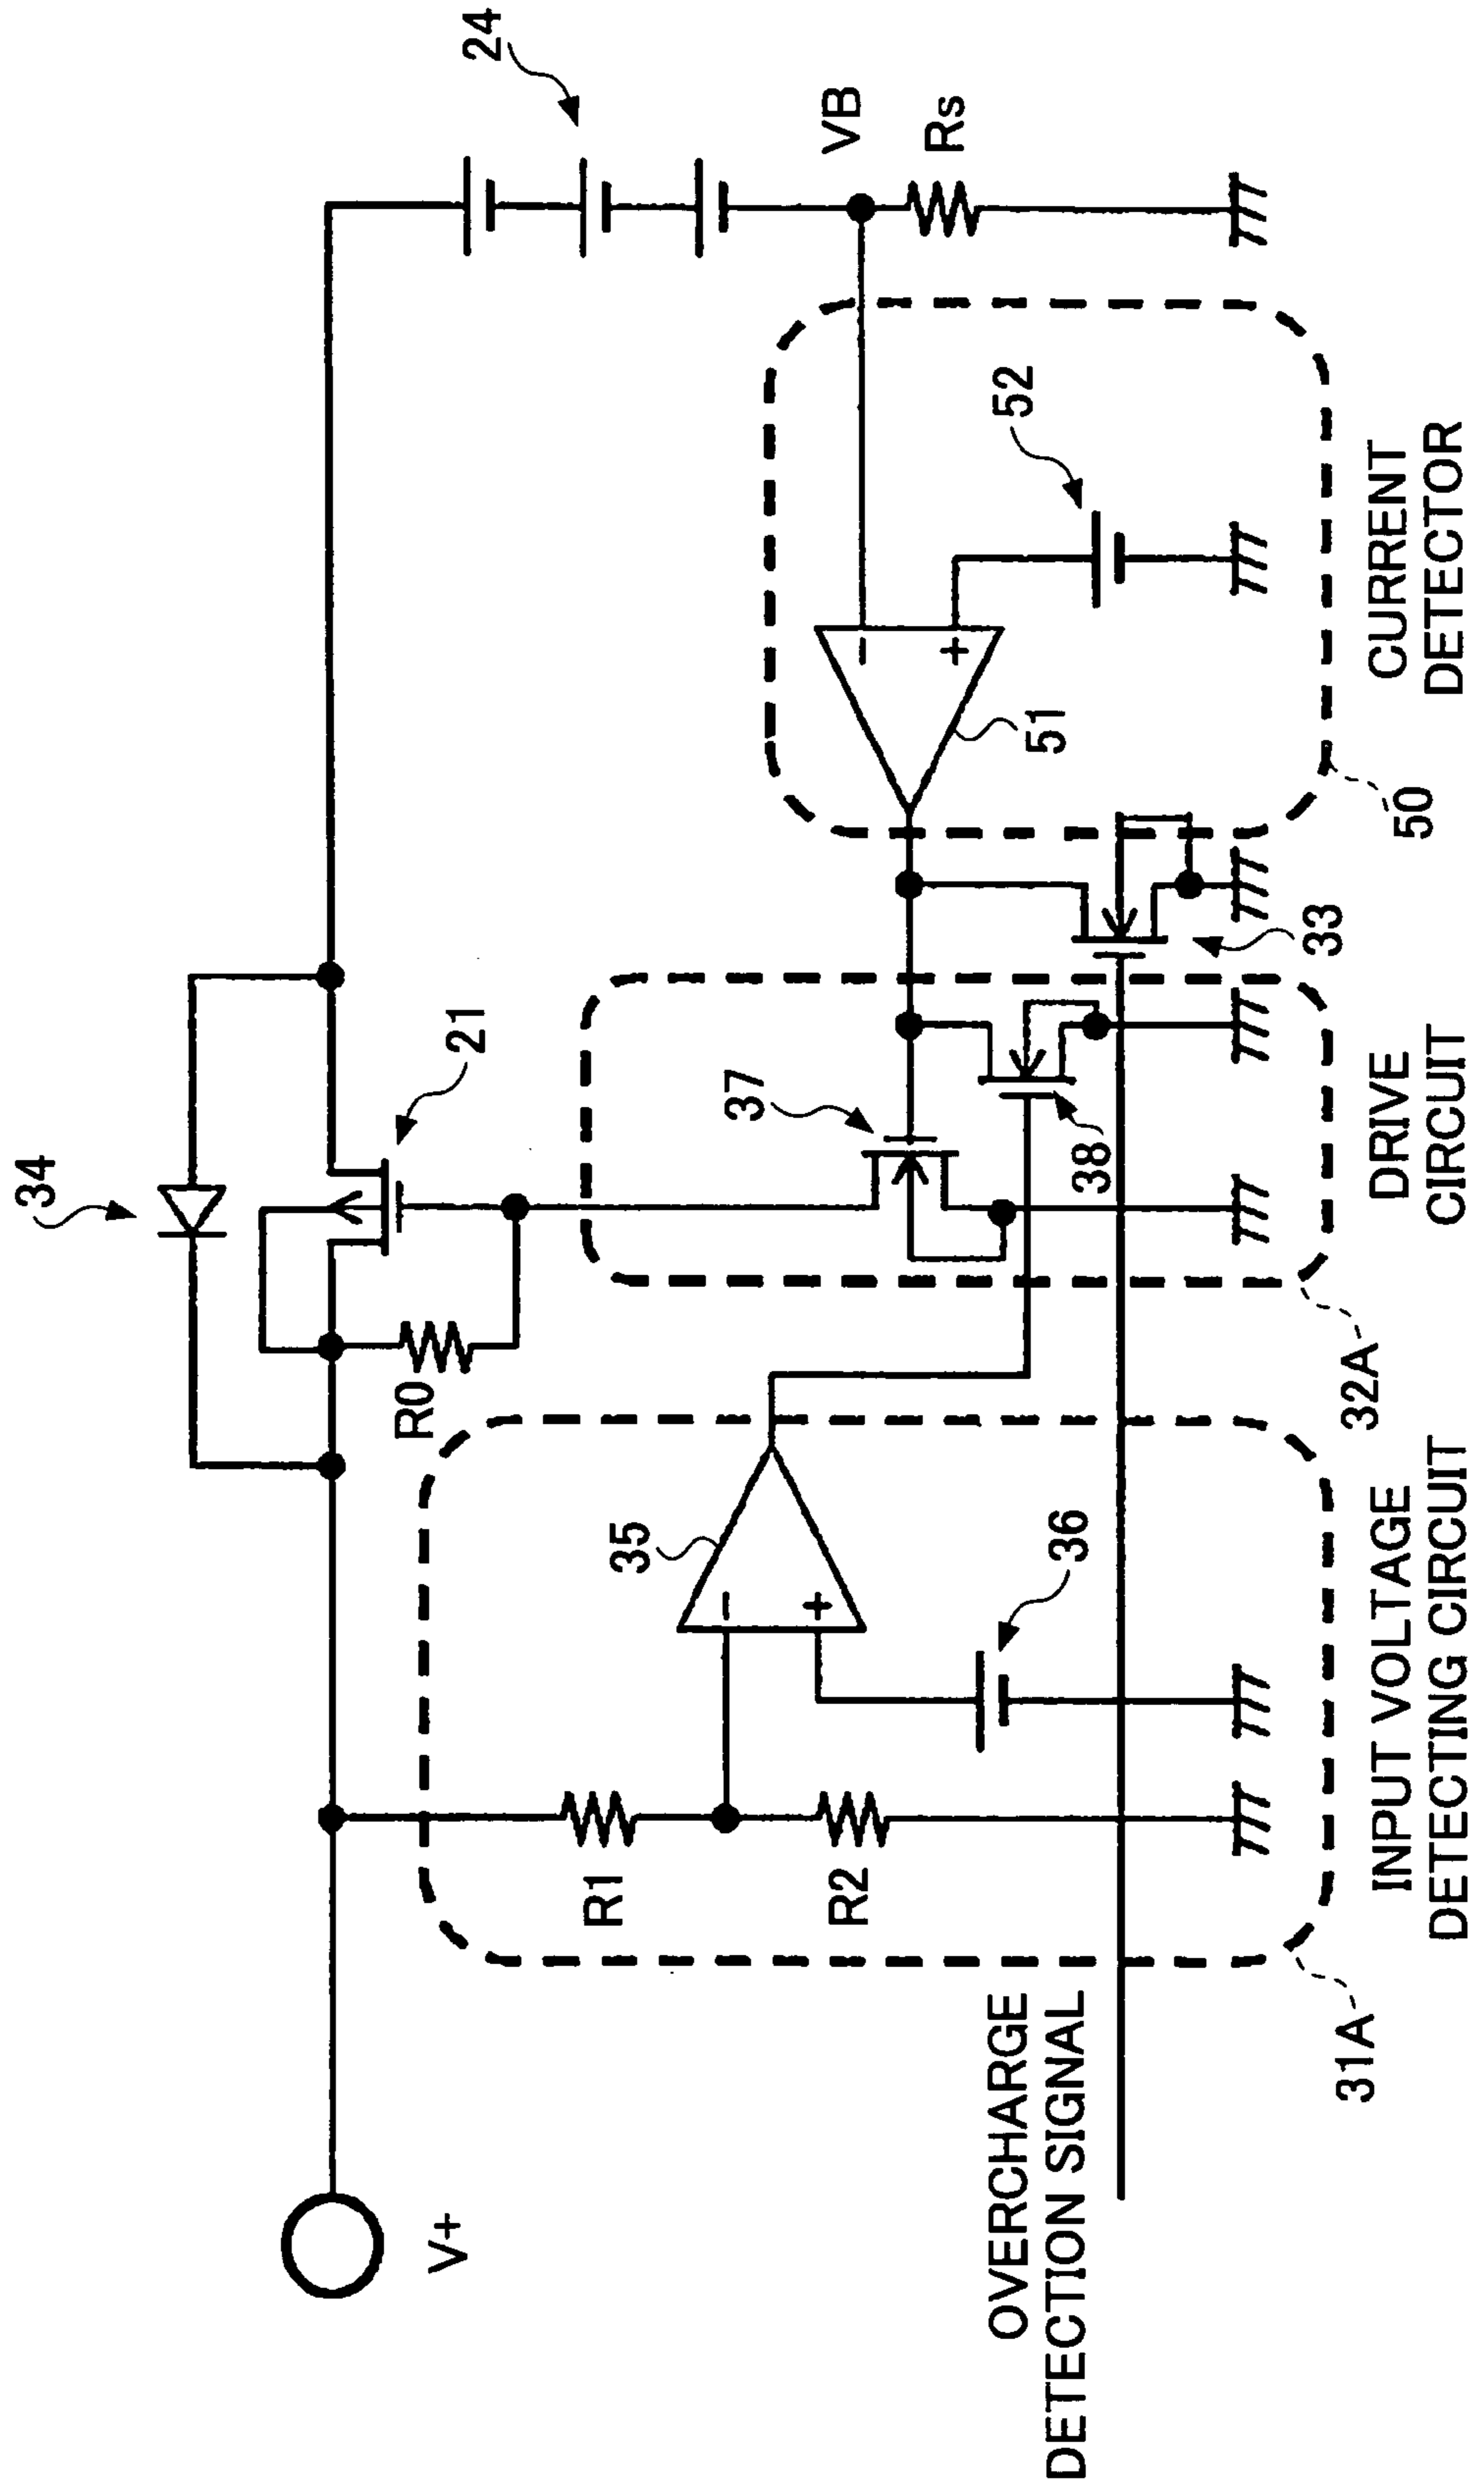 34
24
21
V+
R0
37
VB
Rs
35
R1
R2
36
38
51
52
33
OVERCHARGE
DETECTION SIGNAL
31A
32A
50
INPUT VOLTAGE
DETECTING CIRCUIT
DRIVE
CIRCUIT
CURRENT
DETECTOR
−
+
−
+